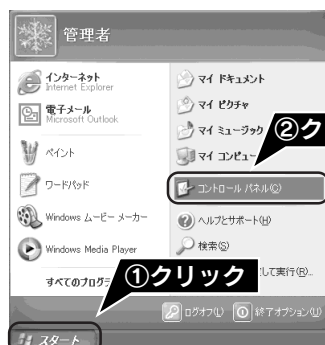 管理者
インターネット
Internet Explorer
電子メール
Microsoft Outlook
ペイント
ワードパッド
Windows ムービー メーカー
Windows Media Player
すべてのプログラ
マイ ドキュメント
マイ ピクチャ
マイ ミュージック
マイ コンピュー
②ク
コントロール パネル(C)
ヘルプとサポート(H)
検索(S)
して実行(R)...
①クリック
ログオフ(L)
終了オプション(U)
スタート